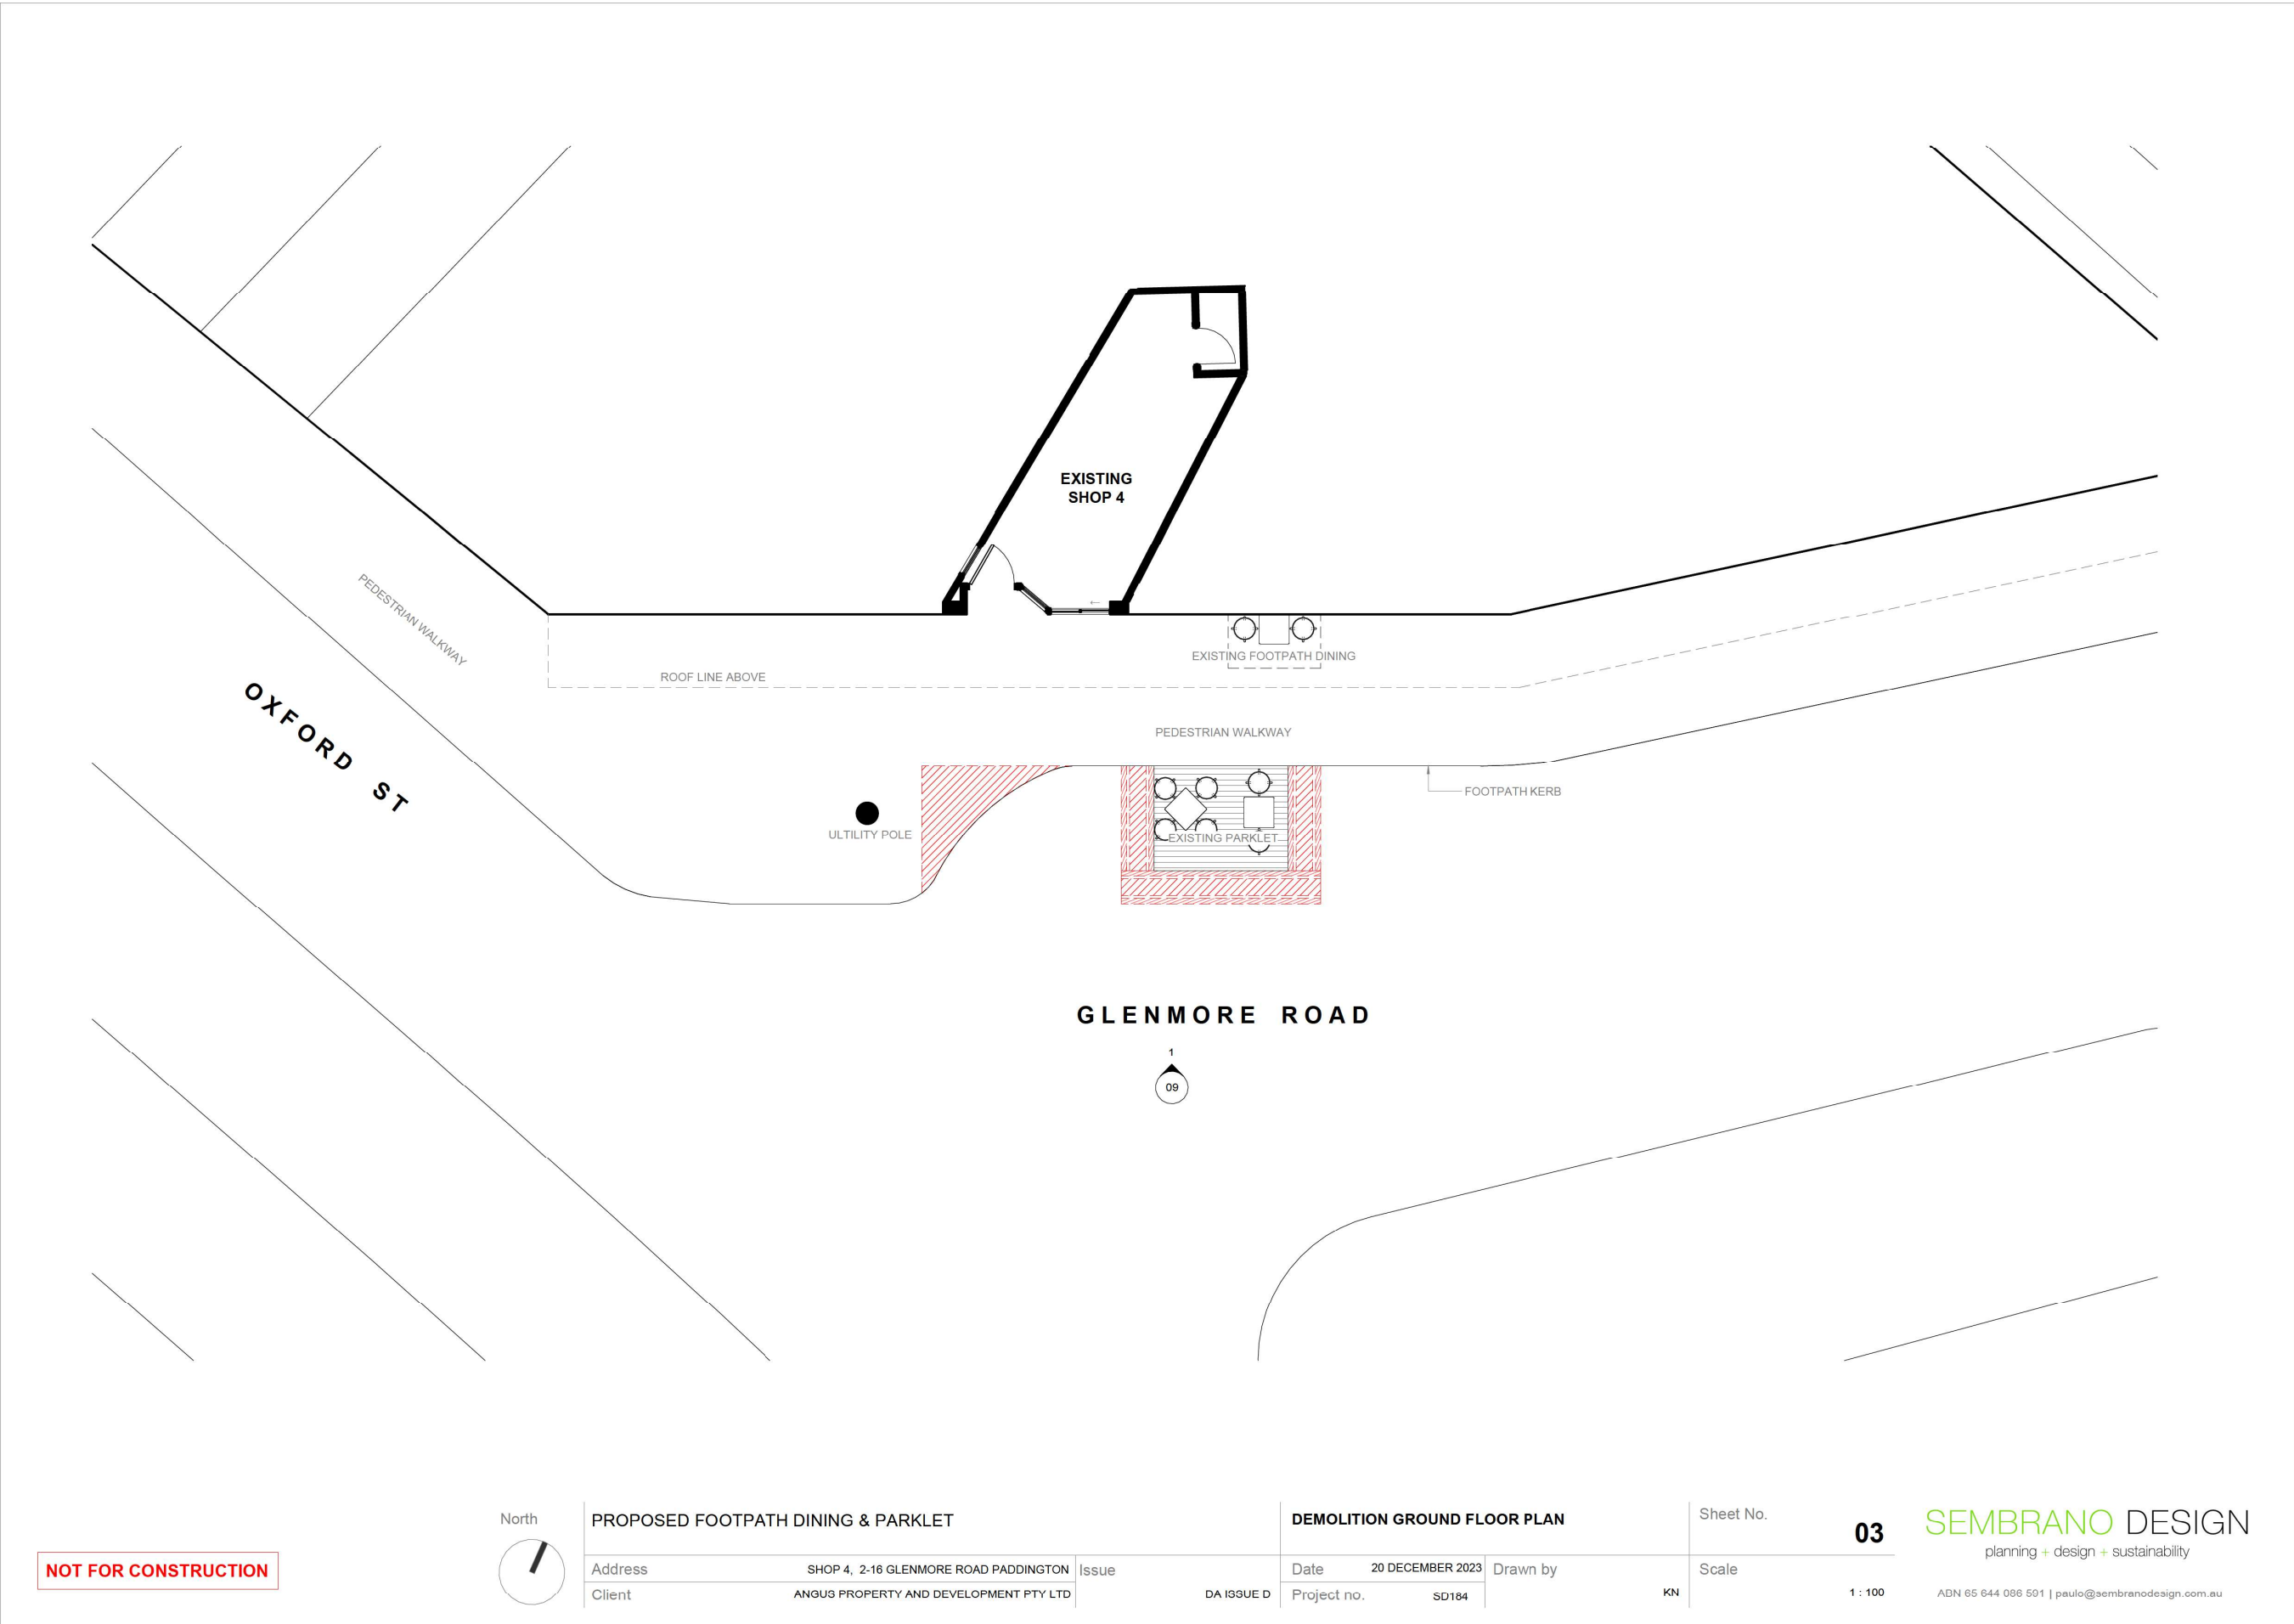 EXISTING
SHOP 4
PEDESTRIAN WALKWAY
EXISTING FOOTPATH DINING
ROOF LINE ABOVE
OXFORD ST
PEDESTRIAN WALKWAY
FOOTPATH KERB
ULTILITY POLE
EXISTING PARKLET
GLENMORE ROAD
1
09
NOT FOR CONSTRUCTION
North
PROPOSED FOOTPATH DINING & PARKLET
Address SHOP 4, 2-16 GLENMORE ROAD PADDINGTON
Client ANGUS PROPERTY AND DEVELOPMENT PTY LTD
Issue
DA ISSUE D
DEMOLITION GROUND FLOOR PLAN
Date 20 DECEMBER 2023
Project no. SD184
Drawn by
KN
Sheet No.
03
Scale
1 : 100
SEMBRANO DESIGN
planning + design + sustainability
ABN 65 644 086 591 | paulo@sembranodesign.com.au